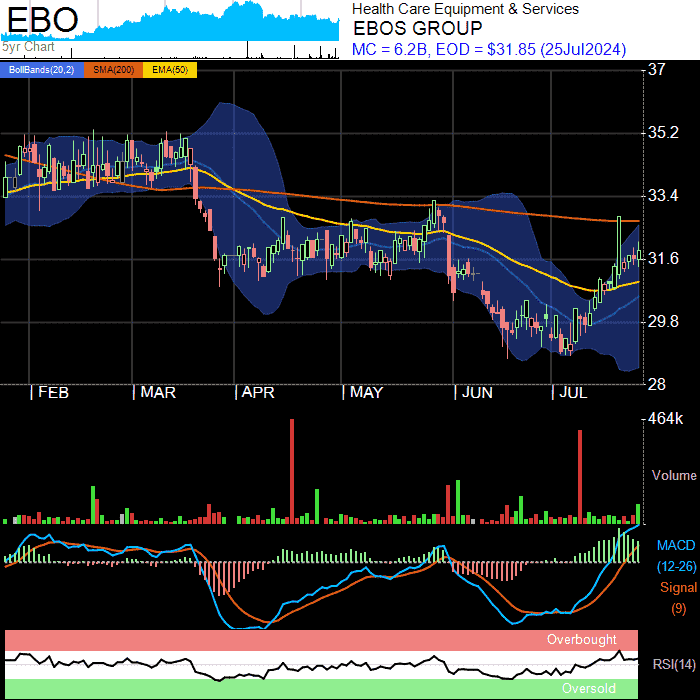 EBO
Health Care Equipment & Services
EBOS GROUP
MC = 6.2B, EOD = $31.85 (25Jul2024)
5yr Chart
BollBands(20,2) SMA(200) EMA(50)
37
35.2
33.4
31.6
29.8
28
FEB MAR APR MAY JUN JUL
464k
Volume
MACD
(12-26)
Signal
(9)
Overbought
RSI(14)
Oversold